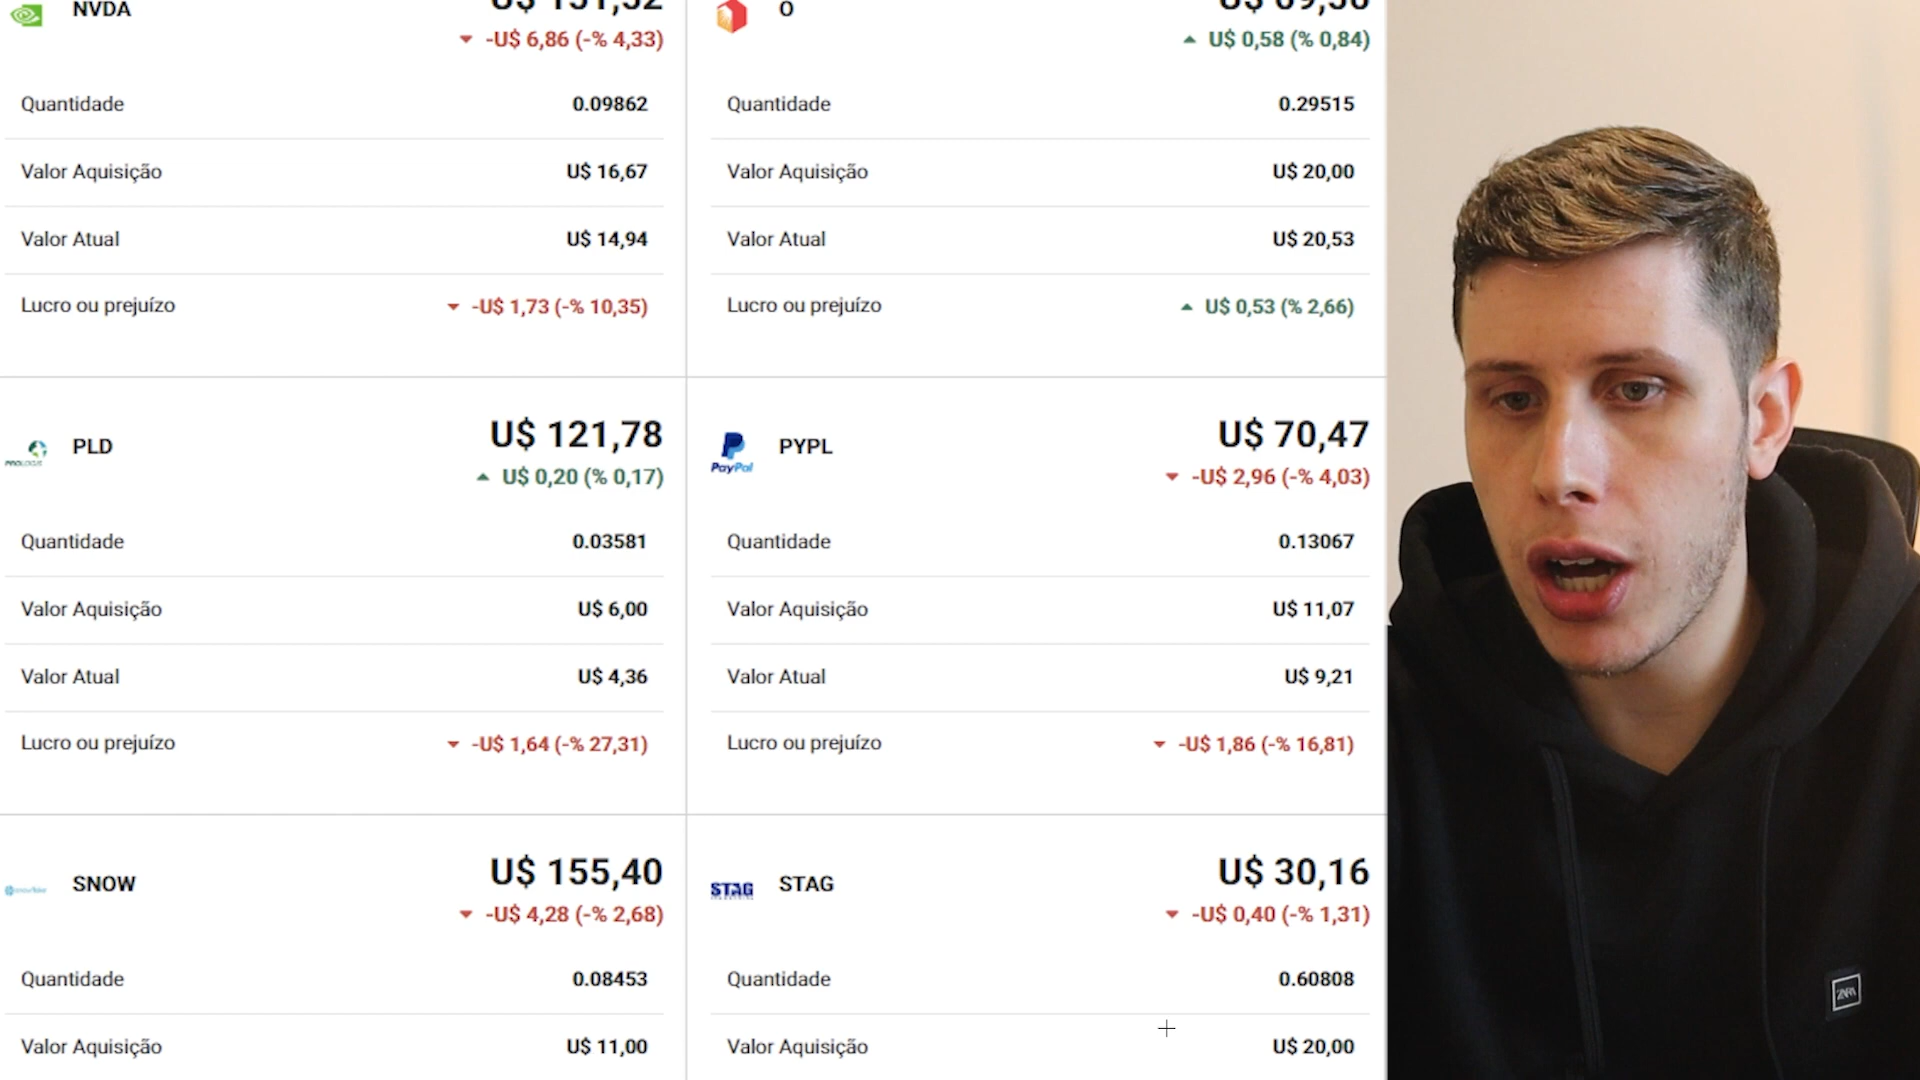 NVDA
-U$ 6,86 (-% 4,33)
Quantidade 0.09862
Valor Aquisição U$ 16,67
Valor Atual U$ 14,94
Lucro ou prejuízo -U$ 1,73 (-% 10,35)
O
U$ 0,58 (% 0,84)
Quantidade 0.29515
Valor Aquisição U$ 20,00
Valor Atual U$ 20,53
Lucro ou prejuízo U$ 0,53 (% 2,66)
PLD U$ 121,78
U$ 0,20 (% 0,17)
Quantidade 0.03581
Valor Aquisição U$ 6,00
Valor Atual U$ 4,36
Lucro ou prejuízo -U$ 1,64 (-% 27,31)
PayPal PYPL U$ 70,47
-U$ 2,96 (-% 4,03)
Quantidade 0.13067
Valor Aquisição U$ 11,07
Valor Atual U$ 9,21
Lucro ou prejuízo -U$ 1,86 (-% 16,81)
SNOW U$ 155,40
-U$ 4,28 (-% 2,68)
Quantidade 0.08453
Valor Aquisição U$ 11,00
STAG STAG U$ 30,16
-U$ 0,40 (-% 1,31)
Quantidade 0.60808
Valor Aquisição U$ 20,00
ZARA